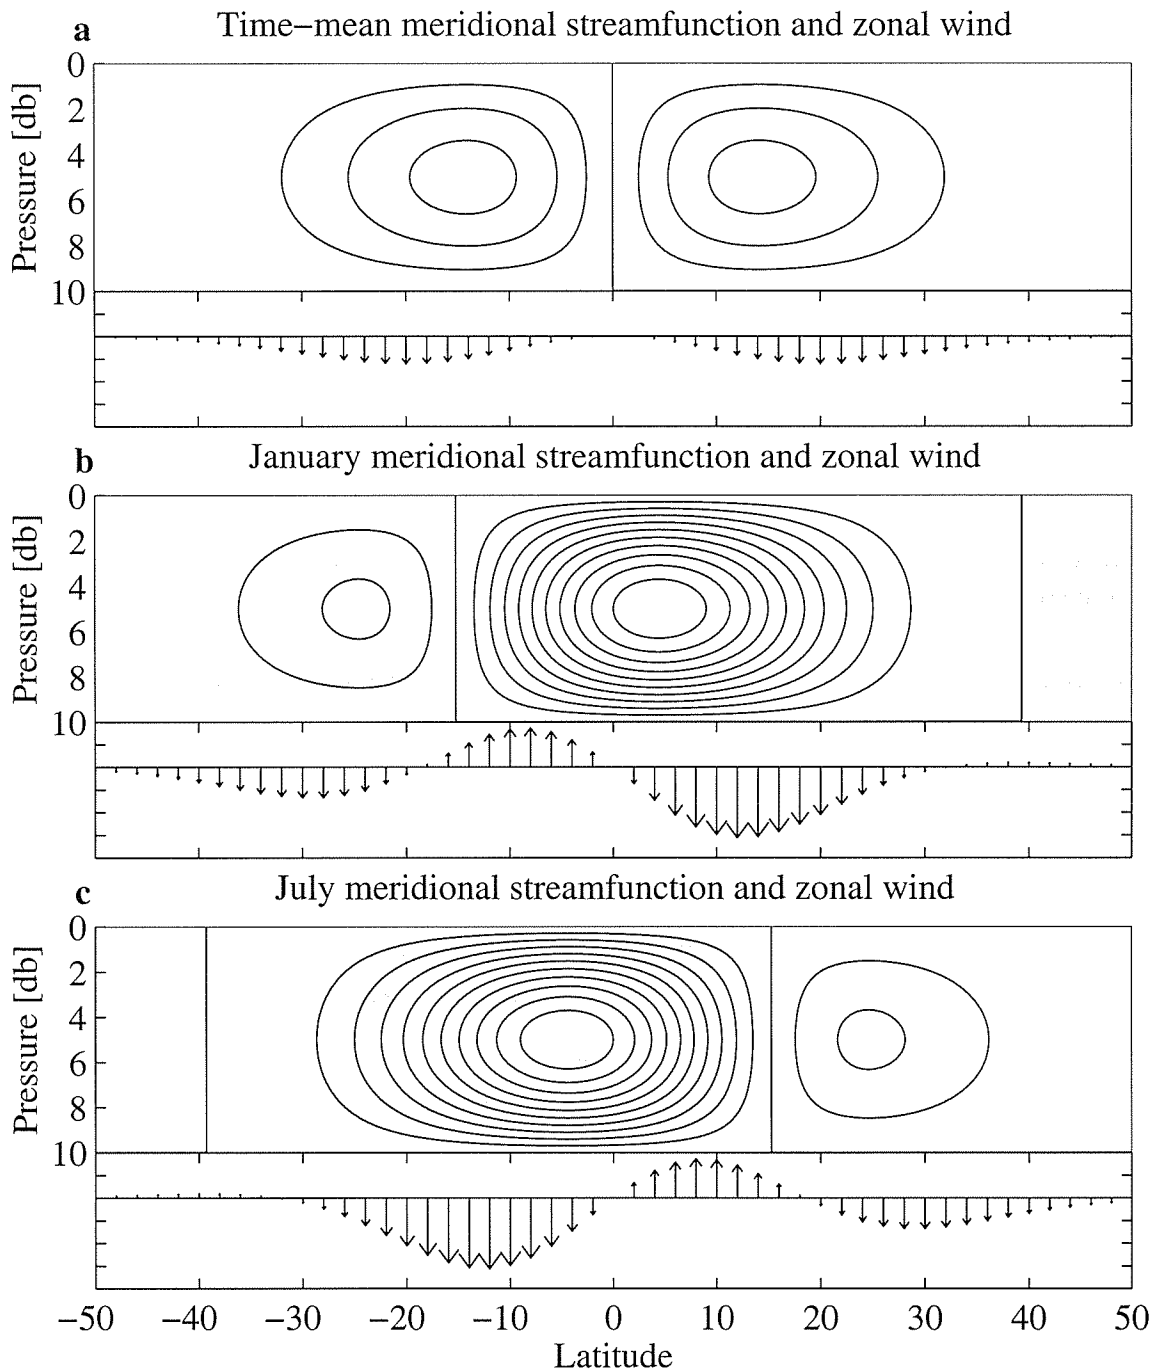 a Time−mean meridional streamfunction and zonal wind
0
2
4
6
8
10
Pressure [db]
b January meridional streamfunction and zonal wind
0
2
4
6
8
10
Pressure [db]
c July meridional streamfunction and zonal wind
0
2
4
6
8
10
Pressure [db]
−50 −40 −30 −20 −10 0 10 20 30 40 50
Latitude